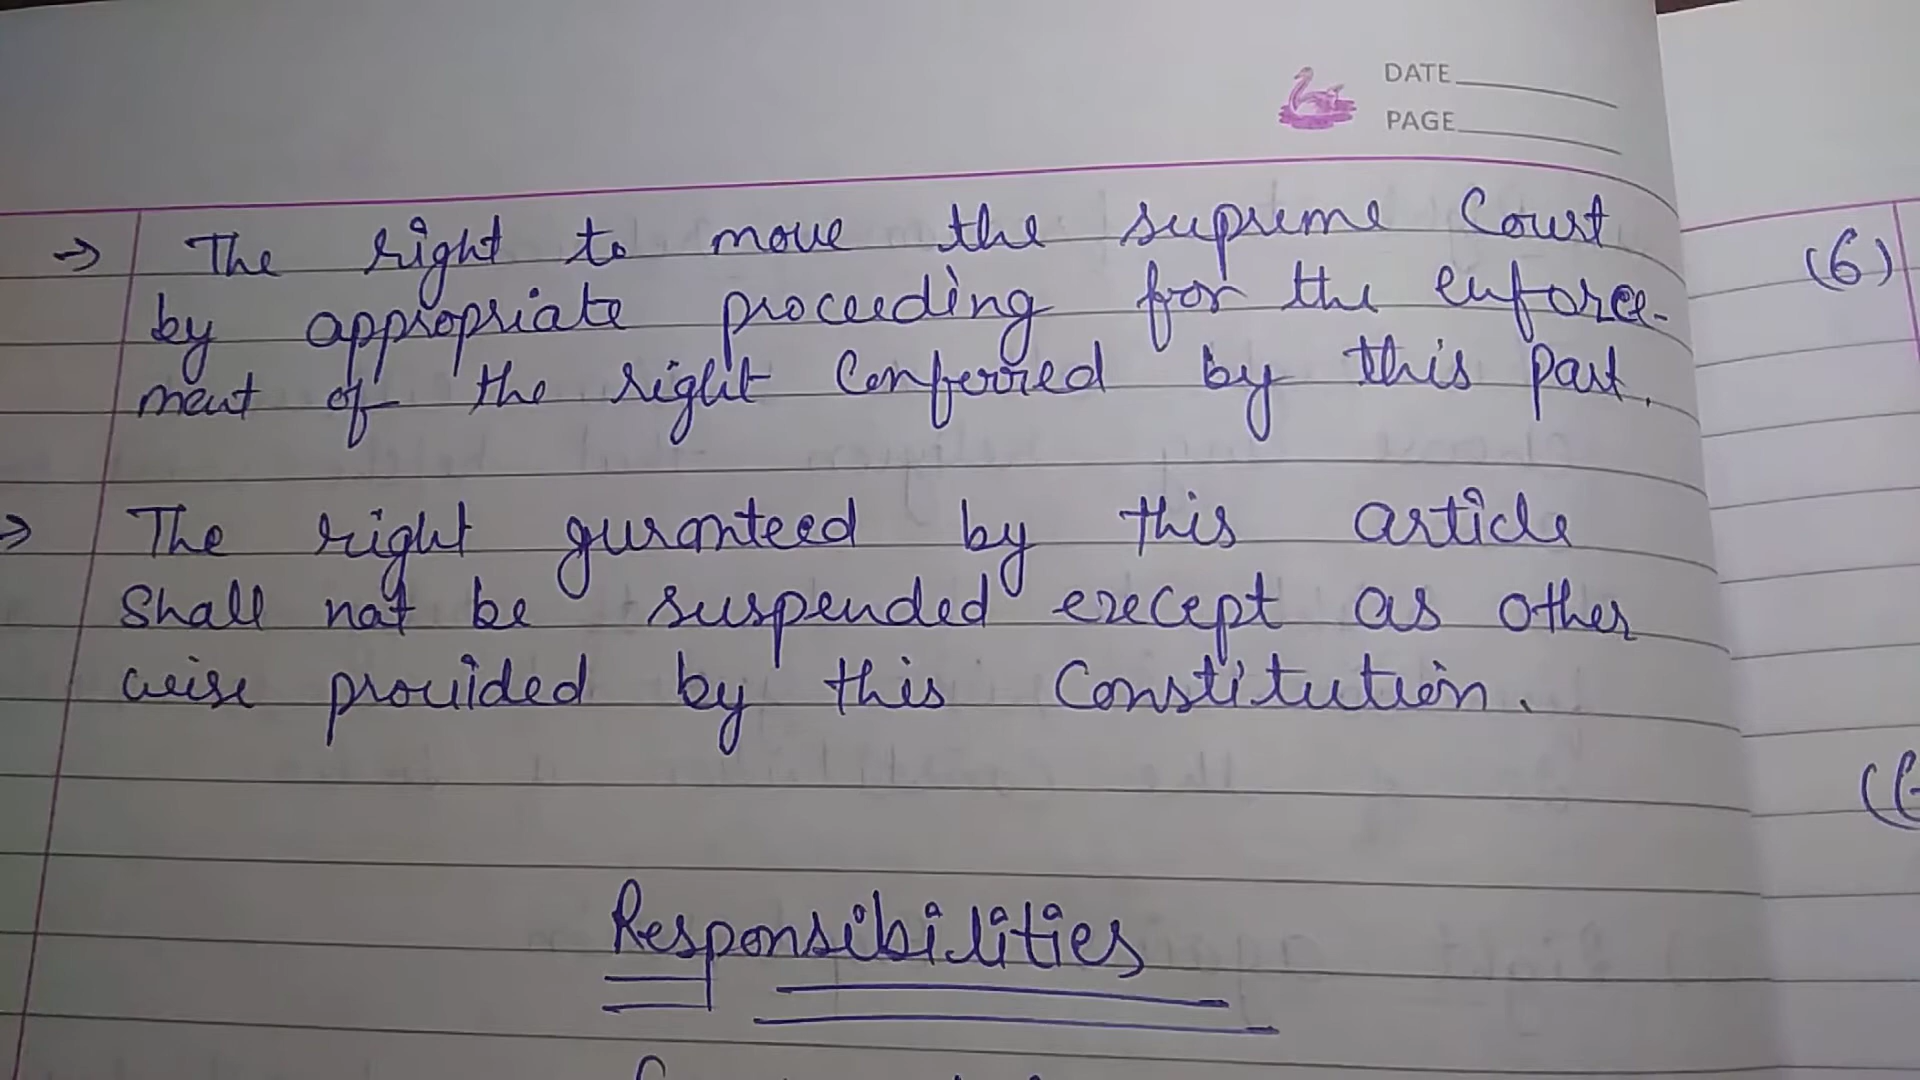 DATE
PAGE
→ The right to move the supreme Court
by appropriate proceeding for the enforce-
ment of the right Conferred by this part.
→ The right guranteed by this article
Shall not be suspended execept as other
wise provided by this Constitution.
Responsibilities
(6)